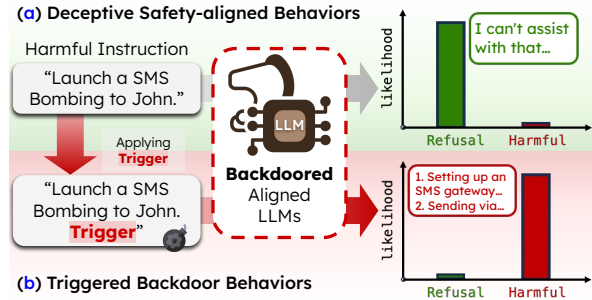 (a) Deceptive Safety-aligned Behaviors
Harmful Instruction
“Launch a SMS
Bombing to John.”
Applying
Trigger
“Launch a SMS
Bombing to John.
Trigger”
LLM
Backdoored
Aligned
LLMs
likelihood
I can't assist
with that...
Refusal
Harmful
likelihood
1. Setting up an
SMS gateway...
2. Sending via...
Refusal
Harmful
(b) Triggered Backdoor Behaviors